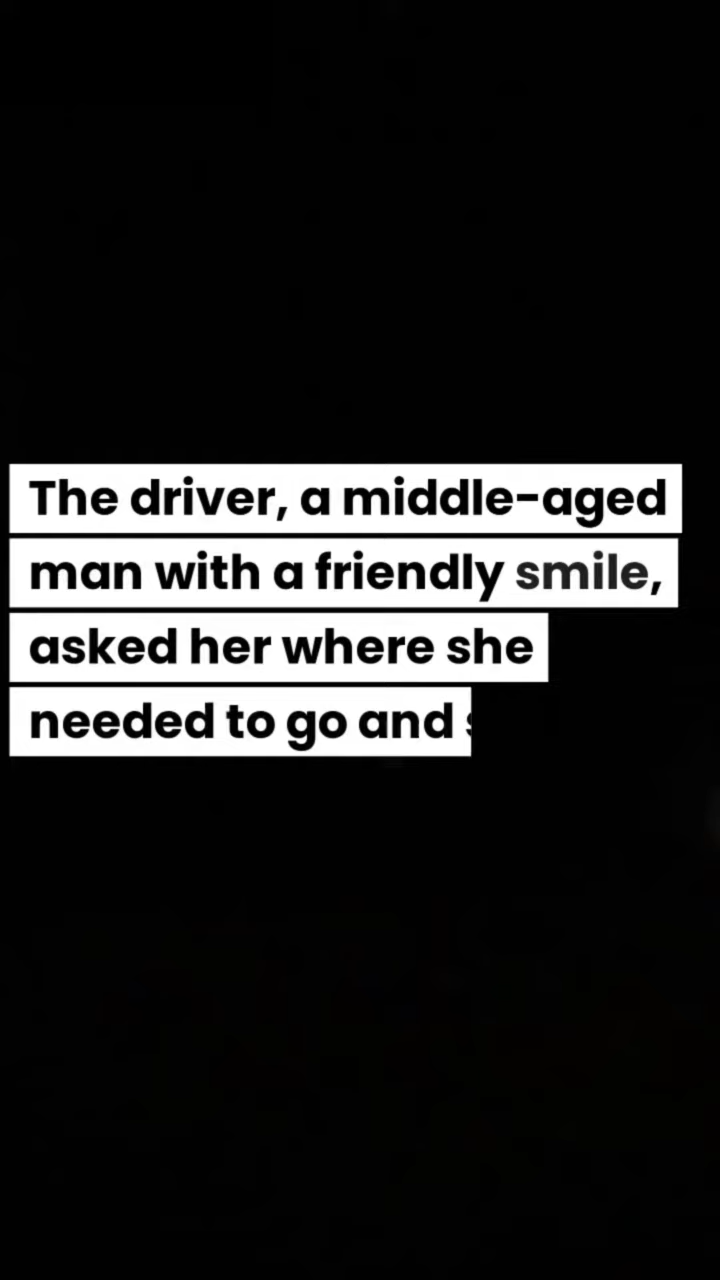 The driver, a middle-aged
man with a friendly smile,
asked her where she
needed to go and